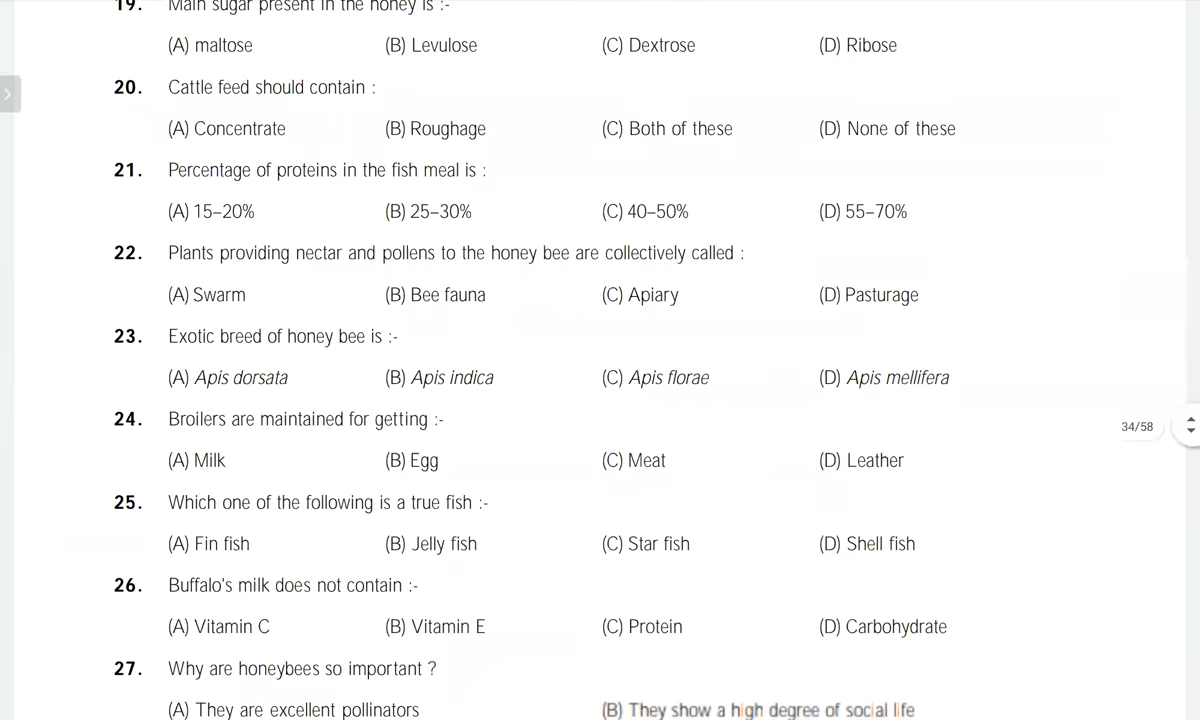 19. Main sugar present in the honey is :-
(A) maltose (B) Levulose (C) Dextrose (D) Ribose
20. Cattle feed should contain :
(A) Concentrate (B) Roughage (C) Both of these (D) None of these
21. Percentage of proteins in the fish meal is :
(A) 15–20% (B) 25–30% (C) 40–50% (D) 55–70%
22. Plants providing nectar and pollens to the honey bee are collectively called :
(A) Swarm (B) Bee fauna (C) Apiary (D) Pasturage
23. Exotic breed of honey bee is :-
(A) Apis dorsata (B) Apis indica (C) Apis florae (D) Apis mellifera
24. Broilers are maintained for getting :-
34/58
(A) Milk (B) Egg (C) Meat (D) Leather
25. Which one of the following is a true fish :-
(A) Fin fish (B) Jelly fish (C) Star fish (D) Shell fish
26. Buffalo's milk does not contain :-
(A) Vitamin C (B) Vitamin E (C) Protein (D) Carbohydrate
27. Why are honeybees so important ?
(A) They are excellent pollinators (B) They show a high degree of social life